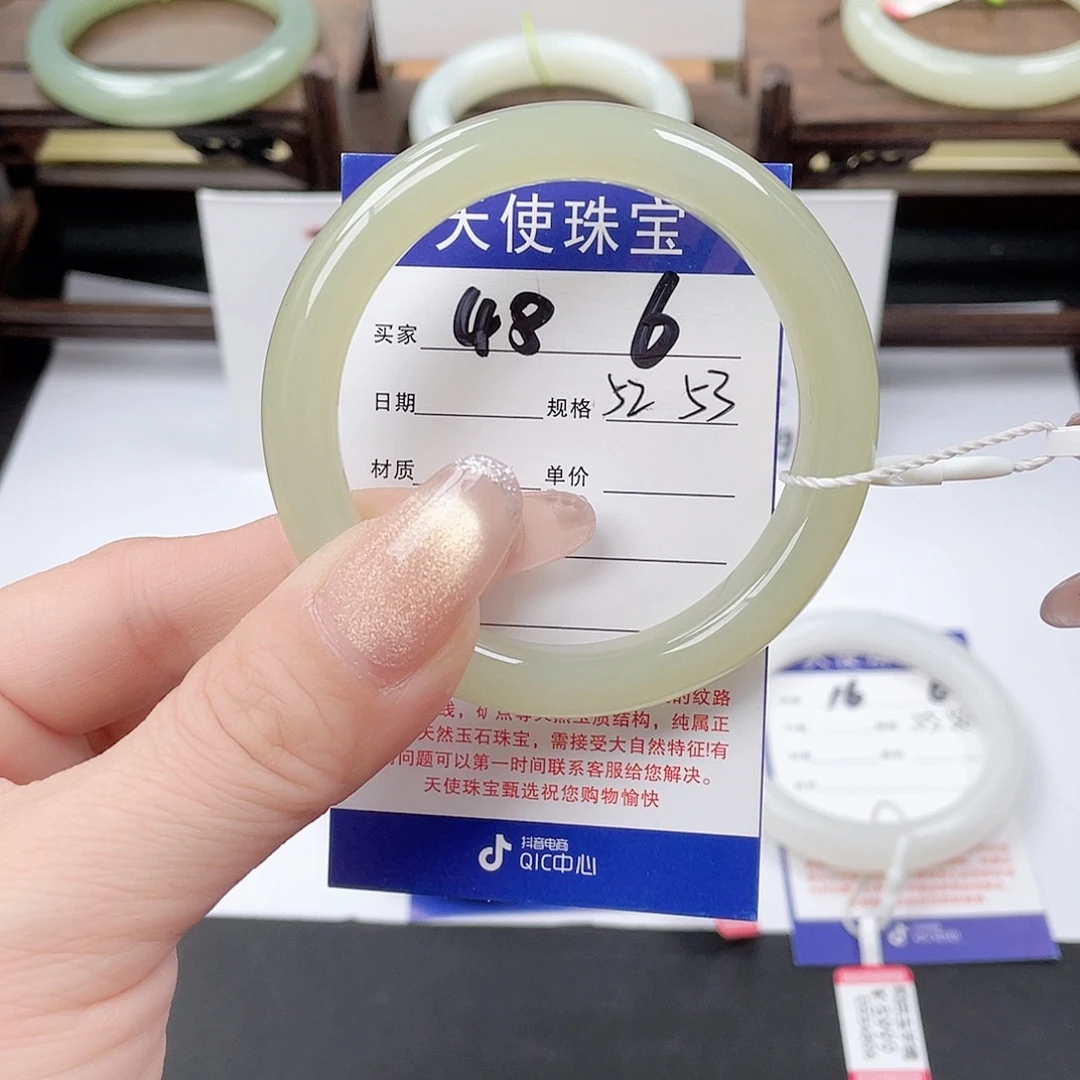 天使珠宝
买家 48 6
日期 规格 52 53
材质 单价
的纹路
线，矿点等天然玉质结构，纯属正
天然玉石珠宝，需接受大自然特征!有
问题可以第一时间联系客服给您解决。
天使珠宝甄选祝您购物愉快
抖音电商
QIC中心
16 6